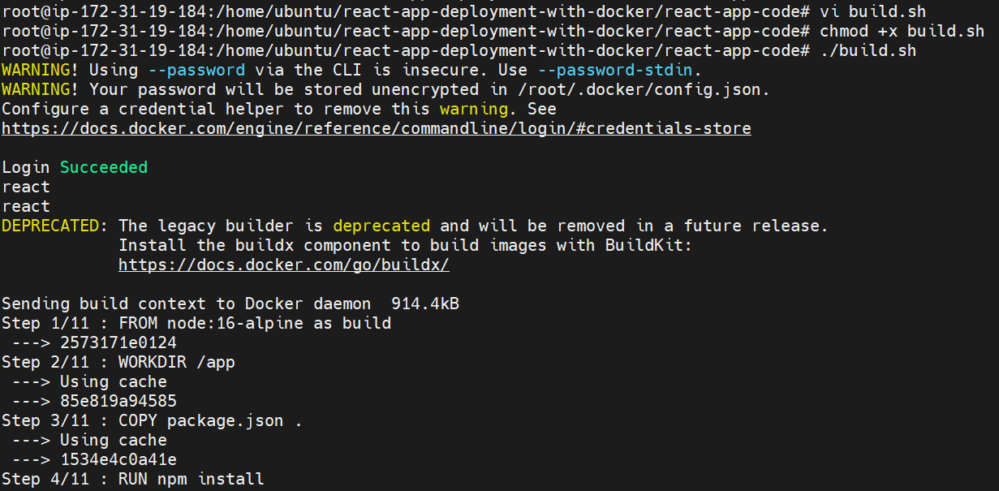 root@ip-172-31-19-184:/home/ubuntu/react-app-deployment-with-docker/react-app-code# vi build.sh
root@ip-172-31-19-184:/home/ubuntu/react-app-deployment-with-docker/react-app-code# chmod +x build.sh
root@ip-172-31-19-184:/home/ubuntu/react-app-deployment-with-docker/react-app-code# ./build.sh
WARNING! Using --password via the CLI is insecure. Use --password-stdin.
WARNING! Your password will be stored unencrypted in /root/.docker/config.json.
Configure a credential helper to remove this warning. See
https://docs.docker.com/engine/reference/commandline/login/#credentials-store

Login Succeeded
react
react
DEPRECATED: The legacy builder is deprecated and will be removed in a future release.
            Install the buildx component to build images with BuildKit:
            https://docs.docker.com/go/buildx/

Sending build context to Docker daemon  914.4kB
Step 1/11 : FROM node:16-alpine as build
 ---> 2573171e0124
Step 2/11 : WORKDIR /app
 ---> Using cache
 ---> 85e819a94585
Step 3/11 : COPY package.json .
 ---> Using cache
 ---> 1534e4c0a41e
Step 4/11 : RUN npm install